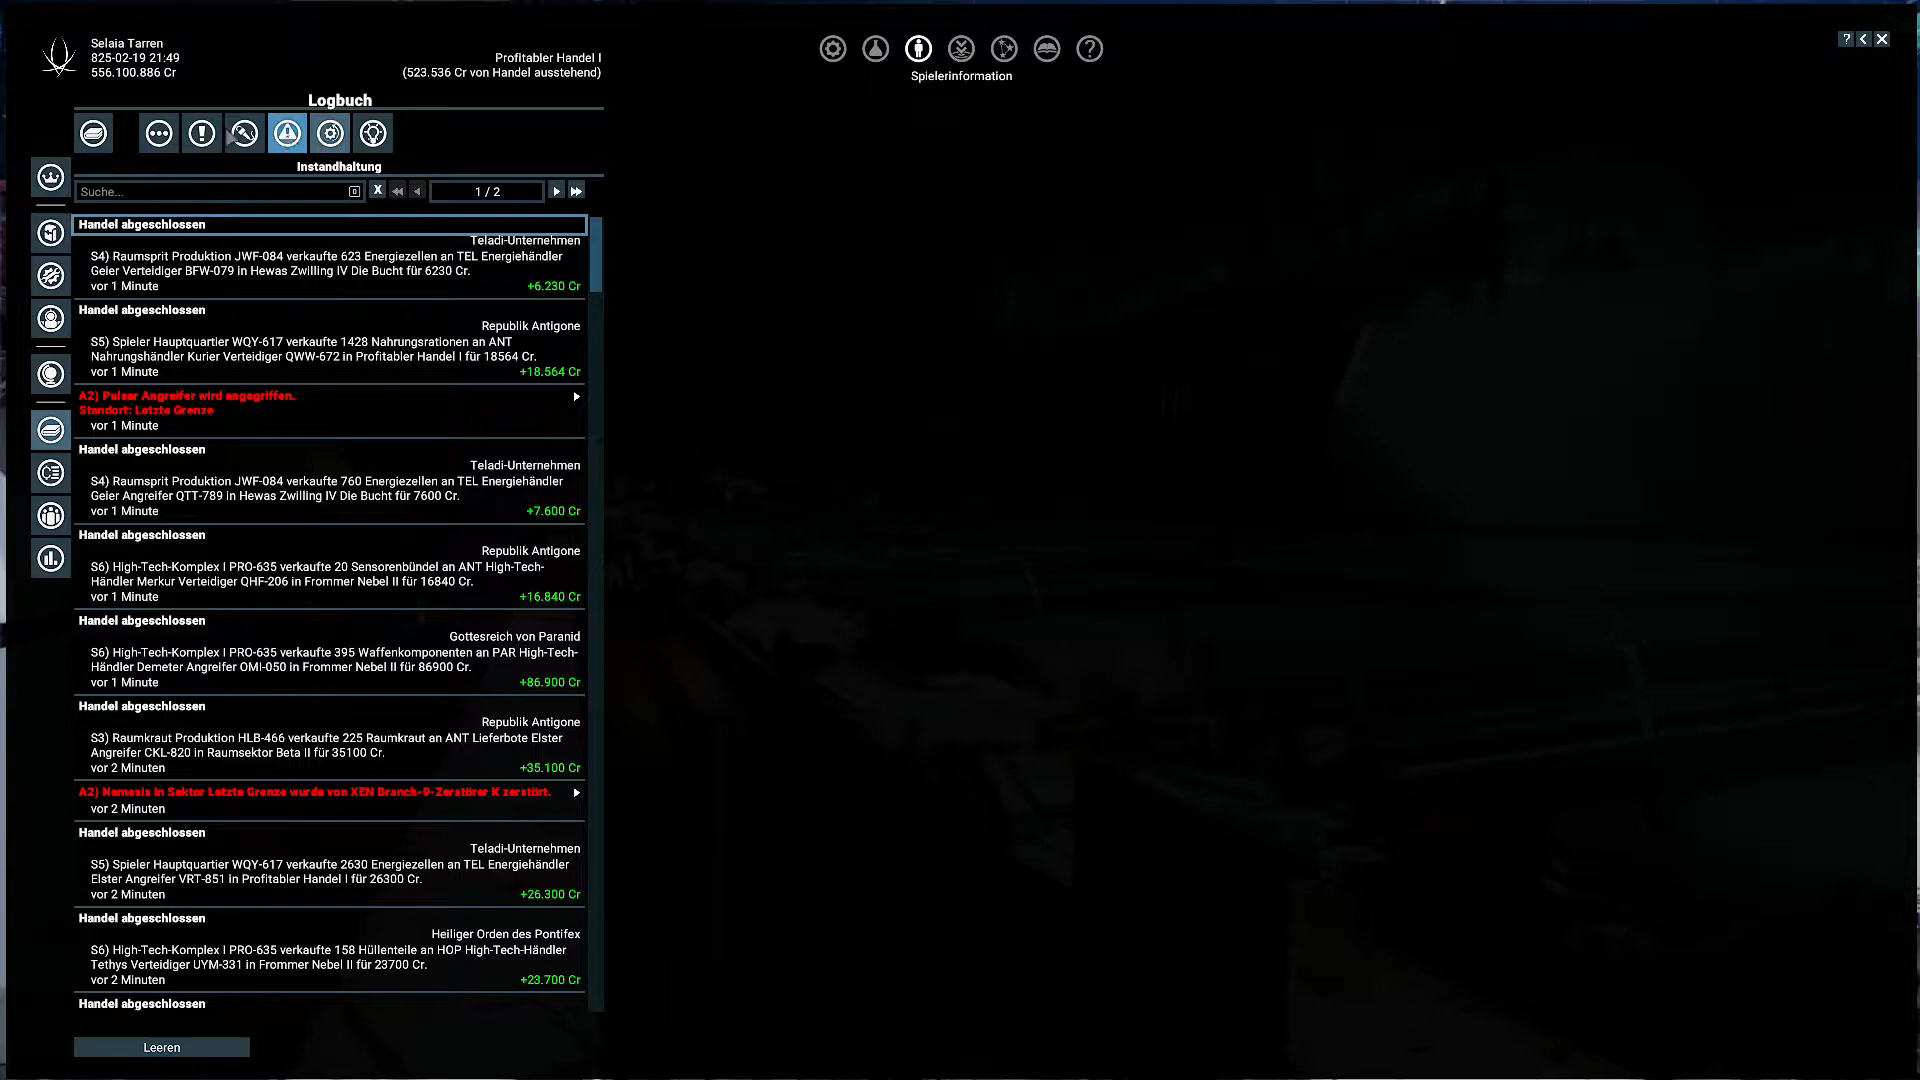 Selaia Tarren
825-02-19 21:49
556.100.886 Cr
Profitabler Handel I
(523.536 Cr von Handel ausstehend)
Spielerinformation
?
Logbuch
Instandhaltung
Suche...
X
1 / 2
Handel abgeschlossen
Teladi-Unternehmen
S4) Raumsprit Produktion JWF-084 verkaufte 623 Energiezellen an TEL Energiehändler
Geier Verteidiger BFW-079 in Hewas Zwilling IV Die Bucht für 6230 Cr.
vor 1 Minute
+6.230 Cr
Handel abgeschlossen
Republik Antigone
S5) Spieler Hauptquartier WQY-617 verkaufte 1428 Nahrungsrationen an ANT
Nahrungshändler Kurier Verteidiger QWW-672 in Profitabler Handel I für 18564 Cr.
vor 1 Minute
+18.564 Cr
A2) Pulsar Angreifer wird angegriffen.
Standort: Letzte Grenze
vor 1 Minute
Handel abgeschlossen
Teladi-Unternehmen
S4) Raumsprit Produktion JWF-084 verkaufte 760 Energiezellen an TEL Energiehändler
Geier Angreifer QTT-789 in Hewas Zwilling IV Die Bucht für 7600 Cr.
vor 1 Minute
+7.600 Cr
Handel abgeschlossen
Republik Antigone
S6) High-Tech-Komplex I PRO-635 verkaufte 20 Sensorenbündel an ANT High-Tech-
Händler Merkur Verteidiger QHF-206 in Frommer Nebel II für 16840 Cr.
vor 1 Minute
+16.840 Cr
Handel abgeschlossen
Gottesreich von Paranid
S6) High-Tech-Komplex I PRO-635 verkaufte 395 Waffenkomponenten an PAR High-Tech-
Händler Demeter Angreifer OMI-050 in Frommer Nebel II für 86900 Cr.
vor 1 Minute
+86.900 Cr
Handel abgeschlossen
Republik Antigone
S3) Raumkraut Produktion HLB-466 verkaufte 225 Raumkraut an ANT Lieferbote Elster
Angreifer CKL-820 in Raumsektor Beta II für 35100 Cr.
vor 2 Minuten
+35.100 Cr
A2) Nemesis in Sektor Letzte Grenze wurde von XEN Branch-9-Zerstörer K zerstört.
vor 2 Minuten
Handel abgeschlossen
Teladi-Unternehmen
S5) Spieler Hauptquartier WQY-617 verkaufte 2630 Energiezellen an TEL Energiehändler
Elster Angreifer VRT-851 in Profitabler Handel I für 26300 Cr.
vor 2 Minuten
+26.300 Cr
Handel abgeschlossen
Heiliger Orden des Pontifex
S6) High-Tech-Komplex I PRO-635 verkaufte 158 Hüllenteile an HOP High-Tech-Händler
Tethys Verteidiger UYM-331 in Frommer Nebel II für 23700 Cr.
vor 2 Minuten
+23.700 Cr
Handel abgeschlossen
Leeren